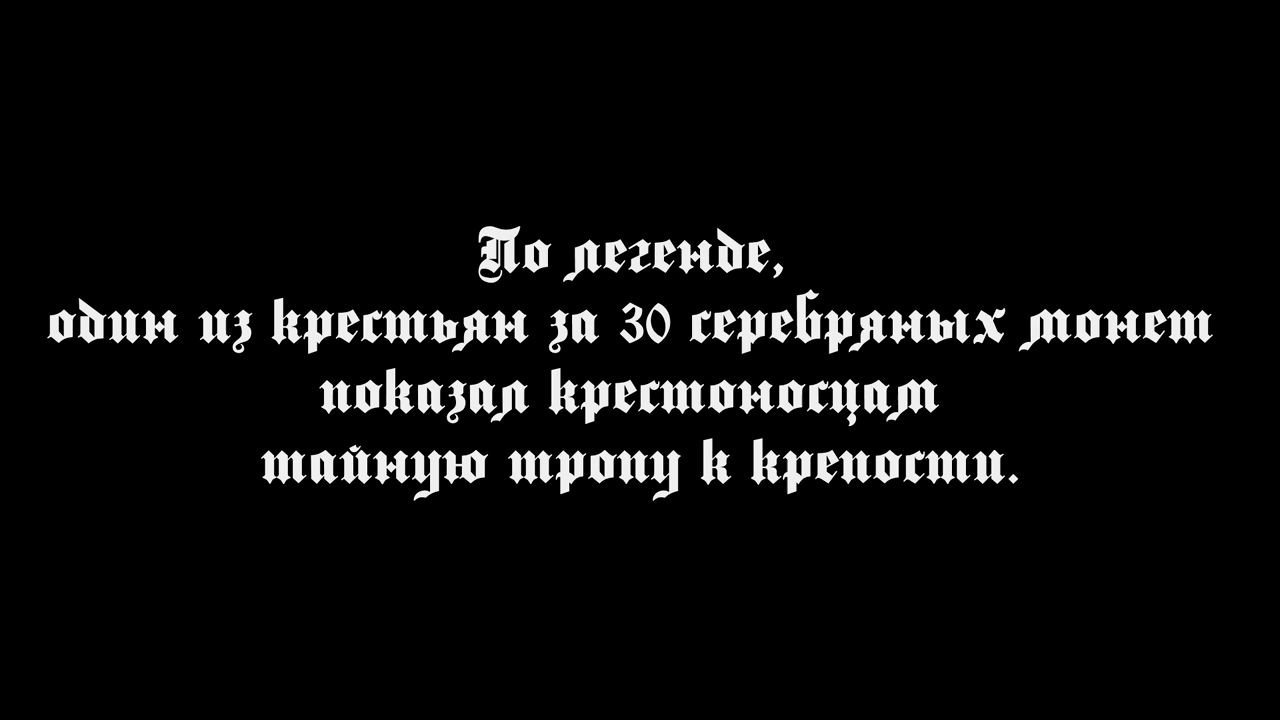 По легенде,
один из крестьян за 30 серебряных монет
показал крестоносцам
тайную тропу к крепости.